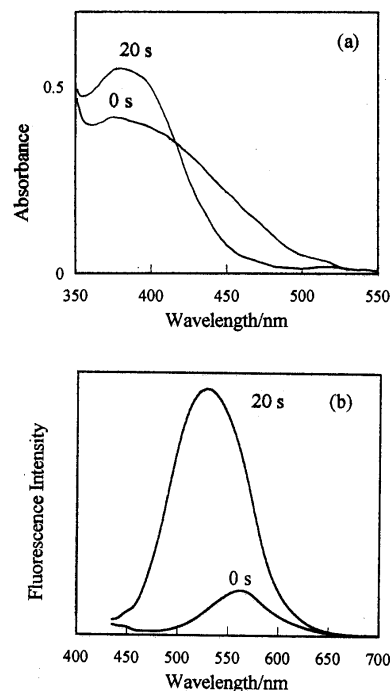 (a)
20 s
0.5
0 s
Absorbance
0
350 400 450 500 550
Wavelength/nm
20 s (b)
Fluorescence Intensity
0 s
400 450 500 550 600 650 700
Wavelength/nm